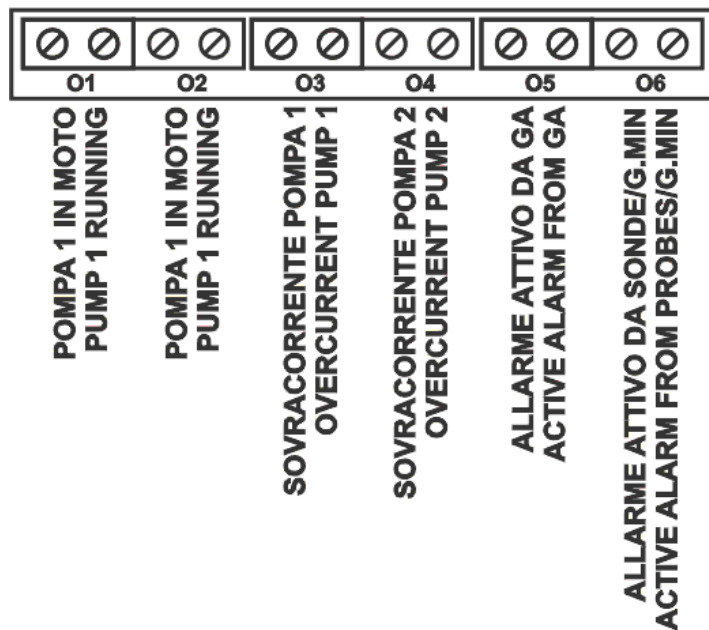 O1
O2
O3
O4
O5
O6
POMPA 1 IN MOTO
PUMP 1 RUNNING
POMPA 1 IN MOTO
PUMP 1 RUNNING
SOVRACORRENTE POMPA 1
OVERCURRENT PUMP 1
SOVRACORRENTE POMPA 2
OVERCURRENT PUMP 2
ALLARME ATTIVO DA GA
ACTIVE ALARM FROM GA
ALLARME ATTIVO DA SONDE/G.MIN
ACTIVE ALARM FROM PROBES/G.MIN